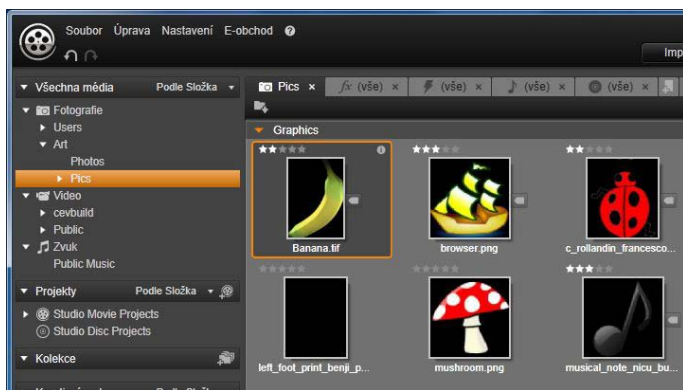 Soubor Úprava Nastavení E-obchod ?
Imp
Všechna média Podle Složka
Pics × fx (vše) × (vše) × (vše) × (vše) ×
Fotografie
Users
Art
Photos
Pics
Video
cevbuild
Public
Zvuk
Public Music
Projekty Podle Složka
Studio Movie Projects
Studio Disc Projects
Kolekce
Graphics
Banana.tif browser.png c_rollandin_francesco...
left_foot_print_benji_p... mushroom.png musical_note_nicu_bu...